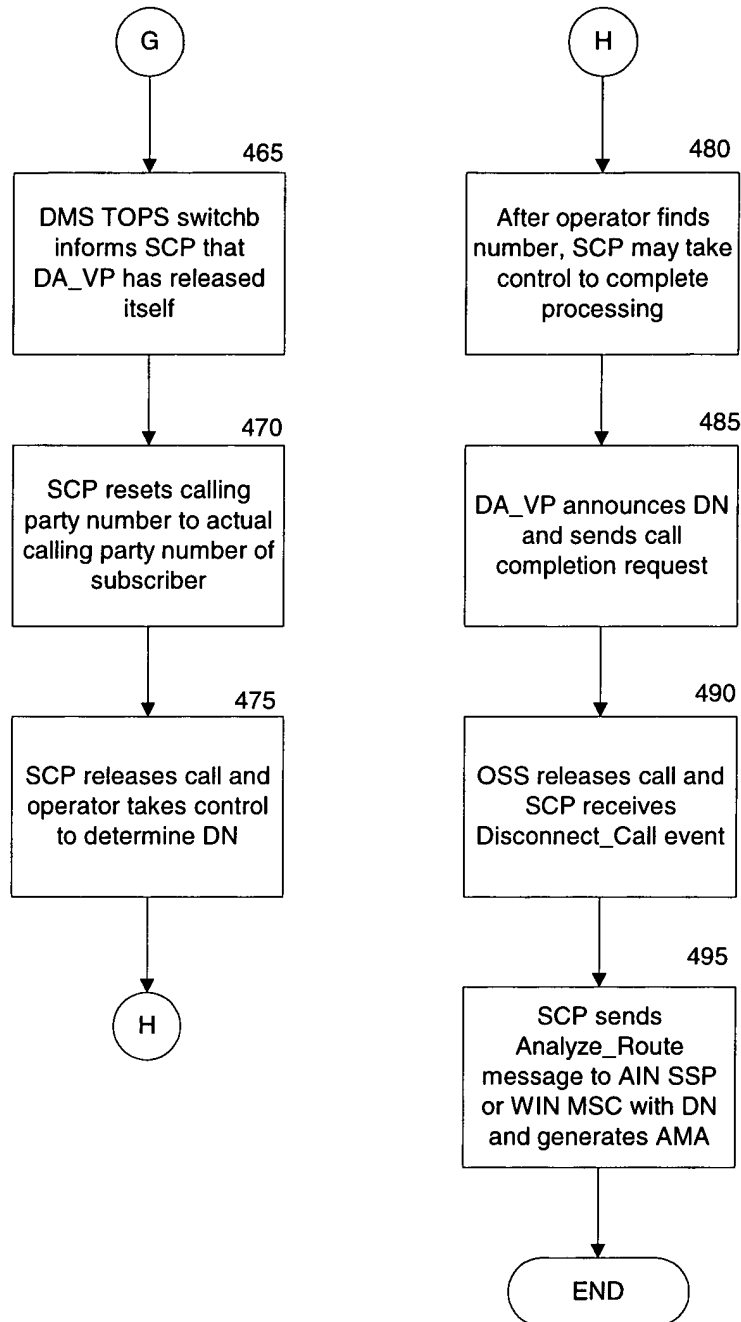 G
465
DMS TOPS switchb
informs SCP that
DA_VP has released
itself
470
SCP resets calling
party number to actual
calling party number of
subscriber
475
SCP releases call and
operator takes control
to determine DN
H
H
480
After operator finds
number, SCP may take
control to complete
processing
485
DA_VP announces DN
and sends call
completion request
490
OSS releases call and
SCP receives
Disconnect_Call event
495
SCP sends
Analyze_Route
message to AIN SSP
or WIN MSC with DN
and generates AMA
END